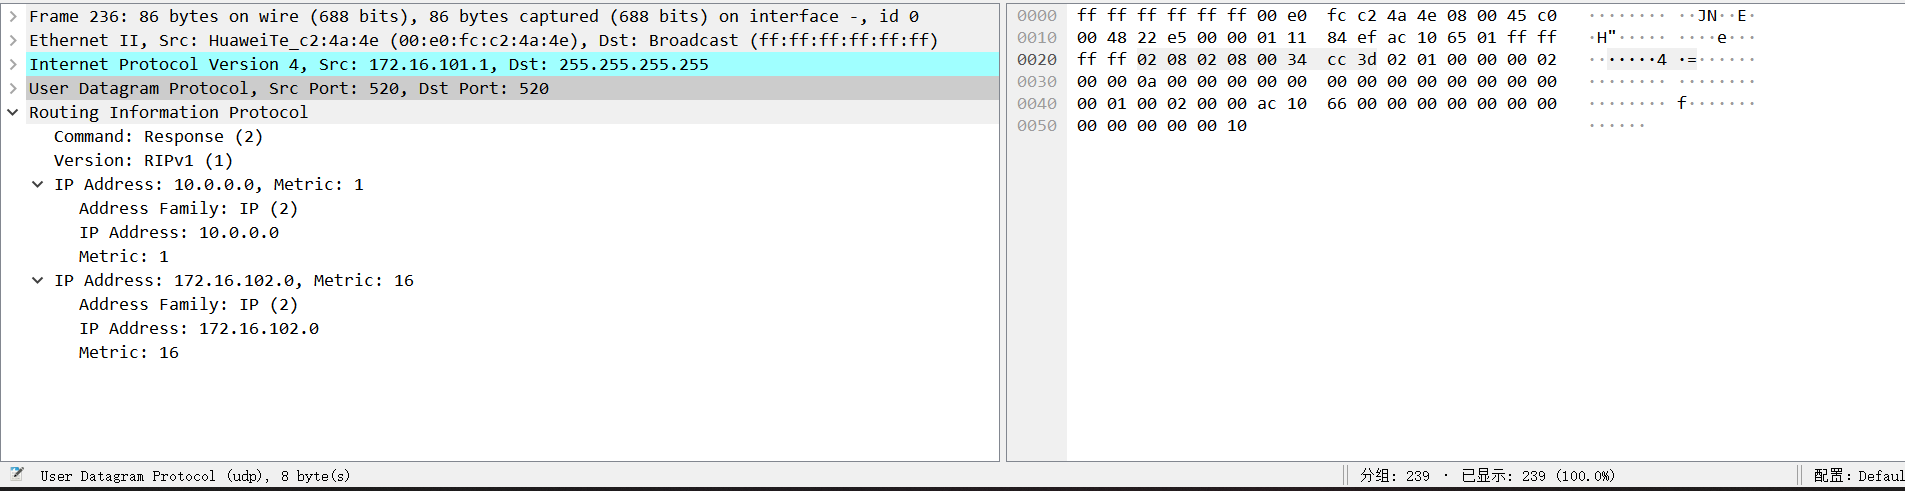 Frame 236: 86 bytes on wire (688 bits), 86 bytes captured (688 bits) on interface -, id 0
Ethernet II, Src: HuaweiTe_c2:4a:4e (00:e0:fc:c2:4a:4e), Dst: Broadcast (ff:ff:ff:ff:ff:ff)
Internet Protocol Version 4, Src: 172.16.101.1, Dst: 255.255.255.255
User Datagram Protocol, Src Port: 520, Dst Port: 520
Routing Information Protocol
Command: Response (2)
Version: RIPv1 (1)
IP Address: 10.0.0.0, Metric: 1
Address Family: IP (2)
IP Address: 10.0.0.0
Metric: 1
IP Address: 172.16.102.0, Metric: 16
Address Family: IP (2)
IP Address: 172.16.102.0
Metric: 16
0000 ff ff ff ff ff ff 00 e0 fc c2 4a 4e 08 00 45 c0 ········ ··JN··E·
0010 00 48 22 e5 00 00 01 11 84 ef ac 10 65 01 ff ff ·H"····· ····e···
0020 ff ff 02 08 02 08 00 34 cc 3d 02 01 00 00 00 02 ·······4 ·=······
0030 00 00 0a 00 00 00 00 00 00 00 00 00 00 00 00 00 ········ ········
0040 00 01 00 02 00 00 ac 10 66 00 00 00 00 00 00 00 ········ f·······
0050 00 00 00 00 00 10 ······
User Datagram Protocol (udp), 8 byte(s)
分组: 239 · 已显示: 239 (100.0%)
配置: Defaul